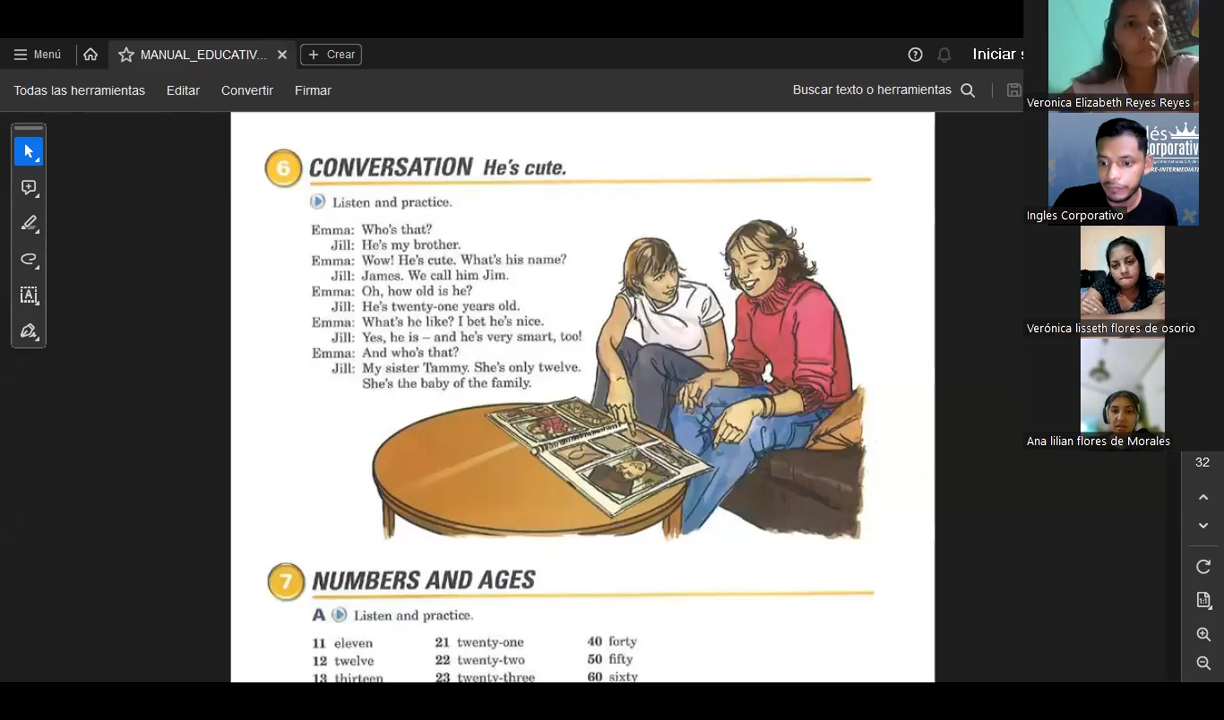 Menú
MANUAL_EDUCATIV...
Crear
Iniciar s
Todas las herramientas
Editar
Convertir
Firmar
Buscar texto o herramientas
6 CONVERSATION He's cute.
Listen and practice.
Emma: Who's that?
Jill: He's my brother.
Emma: Wow! He's cute. What's his name?
Jill: James. We call him Jim.
Emma: Oh, how old is he?
Jill: He's twenty-one years old.
Emma: What's he like? I bet he's nice.
Jill: Yes, he is – and he's very smart, too!
Emma: And who's that?
Jill: My sister Tammy. She's only twelve.
She's the baby of the family.
7 NUMBERS AND AGES
A Listen and practice.
11 eleven 21 twenty-one 40 forty
12 twelve 22 twenty-two 50 fifty
13 thirteen 23 twenty-three 60 sixty
Veronica Elizabeth Reyes Reyes
lés
orporativ
RE-INTERMEDIATE
Ingles Corporativo
Verónica lisseth flores de osorio
Ana lilian flores de Morales
32